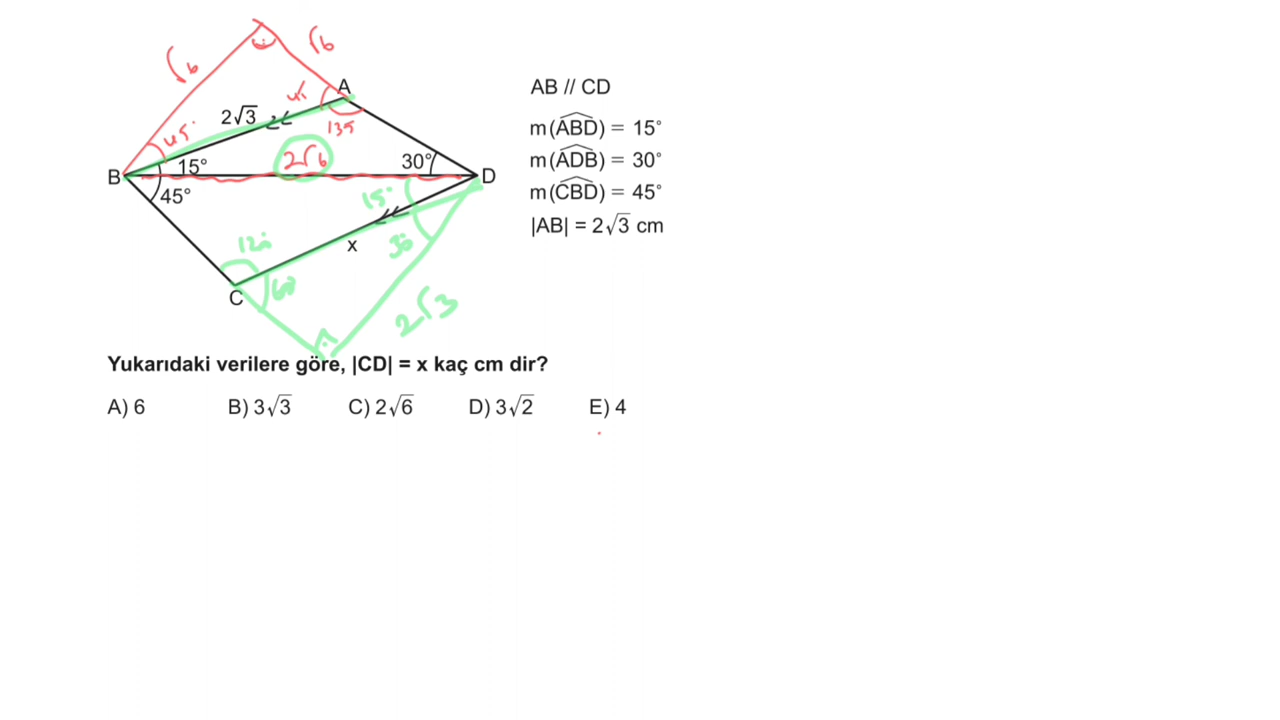 √6
√6
A
2√3
45
135
45°
B
15°
2√6
30°
D
45°
15°
x
30
120
60
C
2√3
AB // CD
m(ABD) = 15°
m(ADB) = 30°
m(CBD) = 45°
|AB| = 2√3 cm
Yukarıdaki verilere göre, |CD| = x kaç cm dir?
A) 6 B) 3√3 C) 2√6 D) 3√2 E) 4